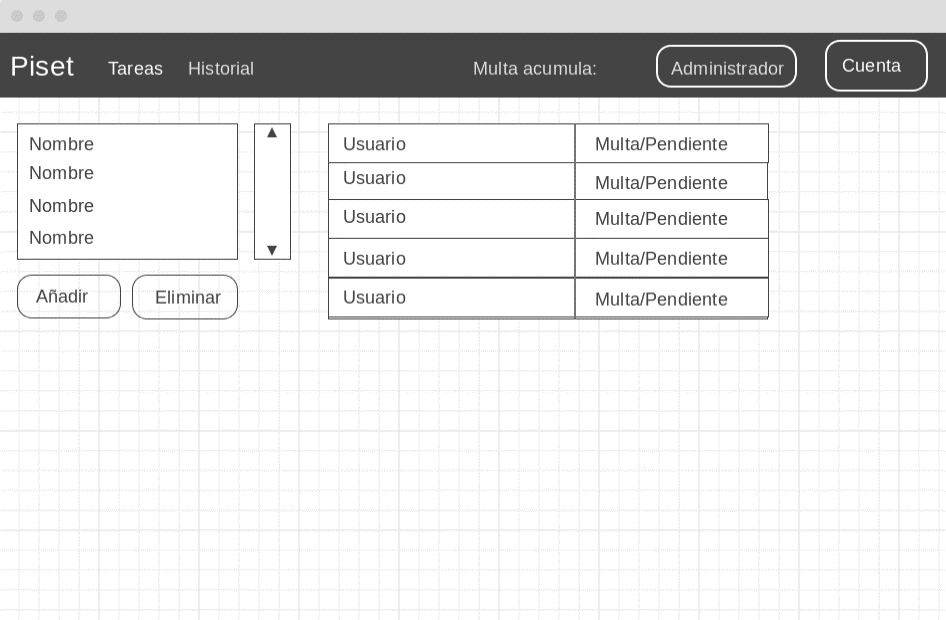 Piset Tareas Historial Multa acumula: Administrador Cuenta
Nombre
Nombre
Nombre
Nombre
Añadir Eliminar
Usuario Multa/Pendiente
Usuario Multa/Pendiente
Usuario Multa/Pendiente
Usuario Multa/Pendiente
Usuario Multa/Pendiente